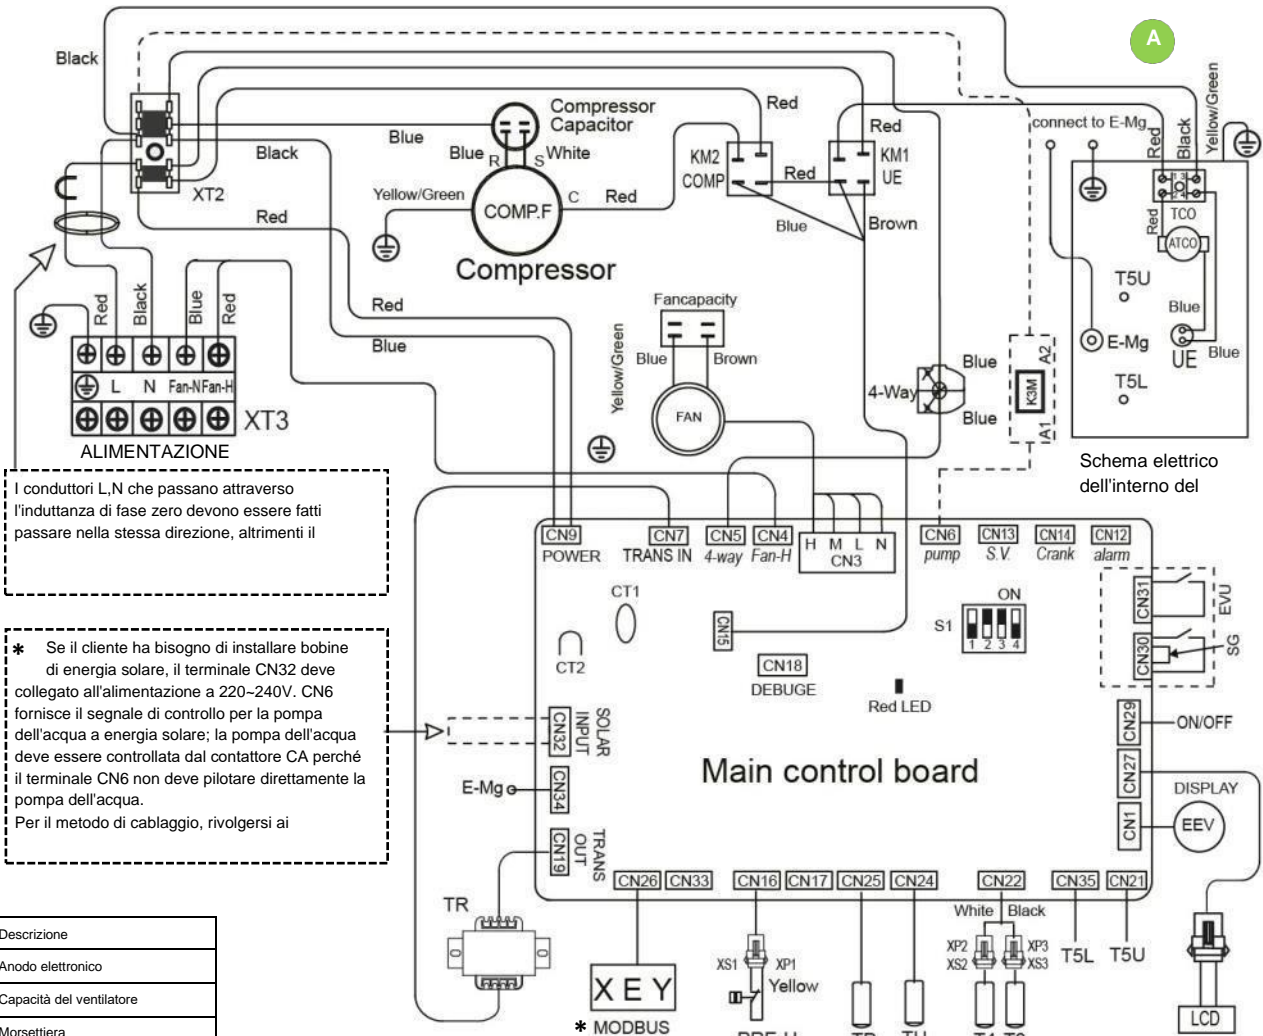 A
Black
Compressor
Capacitor
Red
Red
connect to E-Mg
Red
Black
Yellow/Green
Blue
Black
Blue
R
S
White
KM2
COMP
KM1
UE
Red
XT2
Yellow/Green
COMP.F
C
Red
Blue
Brown
1 3
2 4
TCO
Red
ATCO
Red
Compressor
T5U
Red
Black
Blue
Red
Fancapacity
Red
Blue
Blue
E-Mg
UE
Blue
Yellow/Green
Blue
Brown
4-Way
Blue
Blue
A2
K3M
A1
T5L
L
N
Fan-N
Fan-H
XT3
FAN
ALIMENTAZIONE
Schema elettrico
dell'interno del
I conduttori L,N che passano attraverso
l'induttanza di fase zero devono essere fatti
passare nella stessa direzione, altrimenti il
CN9
POWER
CN7
TRANS IN
CN5
4-way
CN4
Fan-H
H M L N
CN3
CN6
pump
CN13
S.V.
CN14
Crank
CN12
alarm
CT1
CT2
CN15
ON
S1
1 2 3 4
CN31
EVU
CN30
SG
CN18
DEBUGE
Red LED
* Se il cliente ha bisogno di installare bobine
di energia solare, il terminale CN32 deve
collegato all'alimentazione a 220~240V. CN6
fornisce il segnale di controllo per la pompa
dell'acqua a energia solare; la pompa dell'acqua
deve essere controllata dal contattore CA perché
il terminale CN6 non deve pilotare direttamente la
pompa dell'acqua.
Per il metodo di cablaggio, rivolgersi ai
CN32
SOLAR
INPUT
CN29
ON/OFF
Main control board
CN27
E-Mg
CN34
DISPLAY
CN1
EEV
CN19
TRANS
OUT
CN26
CN33
CN16
CN17
CN25
CN24
CN22
CN35
CN21
TR
White
Black
XP2
XS2
XP3
XS3
T5L
T5U
XS1
XP1
Yellow
X E Y
* MODBUS
LCD
Descrizione
Anodo elettronico
Capacità del ventilatore
Morsettiera